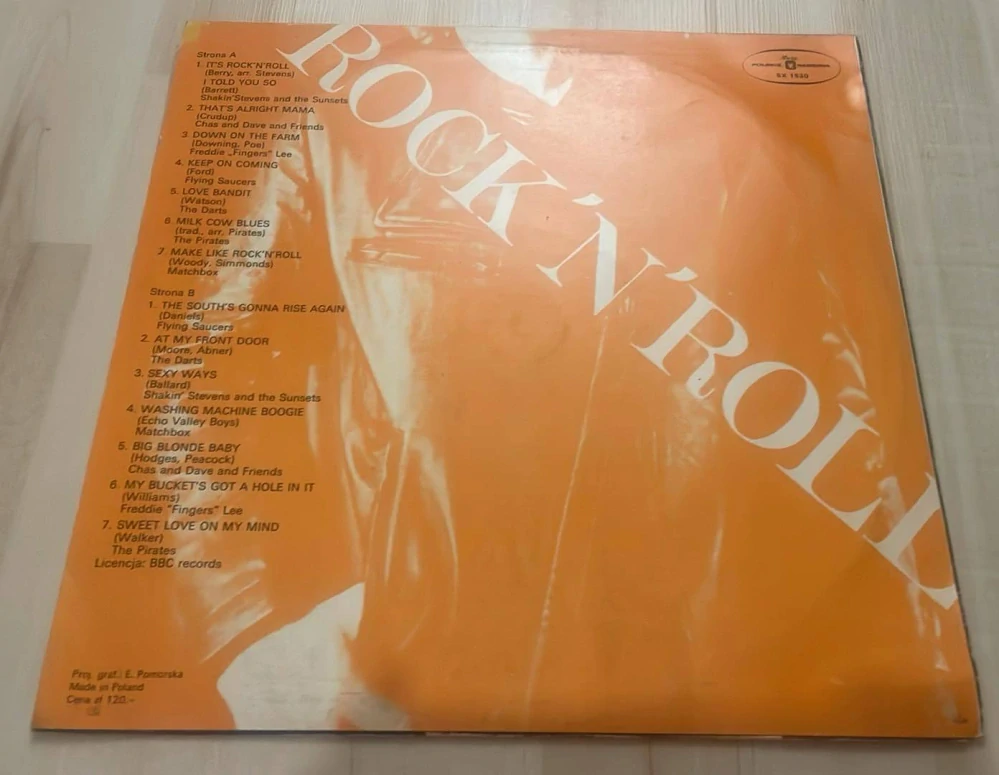 ROCK'N'ROLL
POLSKIE NAGRANIA
SX 1520
Strona A
1. IT'S ROCK'N'ROLL
(Berry, arr. Stevens)
I TOLD YOU SO
(Barrett)
Shakin'Stevens and the Sunsets
2. THAT'S ALRIGHT MAMA
(Crudup)
Chas and Dave and Friends
3. DOWN ON THE FARM
(Downing, Poe)
Freddie „Fingers" Lee
4. KEEP ON COMING
(Ford)
Flying Saucers
5. LOVE BANDIT
(Watson)
The Darts
6. MILK COW BLUES
(trad., arr. Pirates)
The Pirates
7. MAKE LIKE ROCK'N'ROLL
(Woody, Simmonds)
Matchbox
Strona B
1. THE SOUTH'S GONNA RISE AGAIN
(Daniels)
Flying Saucers
2. AT MY FRONT DOOR
(Moore, Abner)
The Darts
3. SEXY WAYS
(Ballard)
Shakin' Stevens and the Sunsets
4. WASHING MACHINE BOOGIE
(Echo Valley Boys)
Matchbox
5. BIG BLONDE BABY
(Hodges, Peacock)
Chas and Dave and Friends
6. MY BUCKET'S GOT A HOLE IN IT
(Williams)
Freddie "Fingers" Lee
7. SWEET LOVE ON MY MIND
(Walker)
The Pirates
Licencja: BBC records
Proj. graf.: E. Pomorska
Made in Poland
Cena zł 120.-